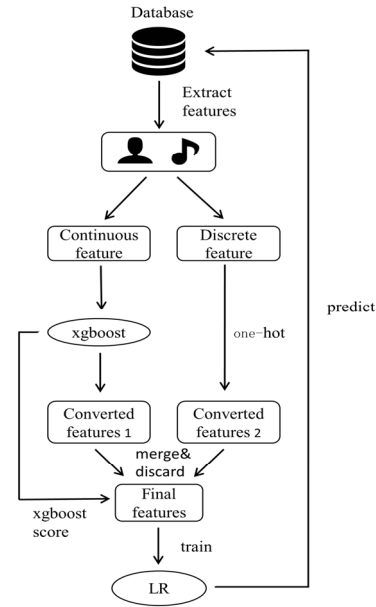 Database
Extract
features
Continuous
feature
Discrete
feature
predict
xgboost
one-hot
Converted
features 1
Converted
features 2
merge&
discard
Final
features
xgboost
score
train
LR